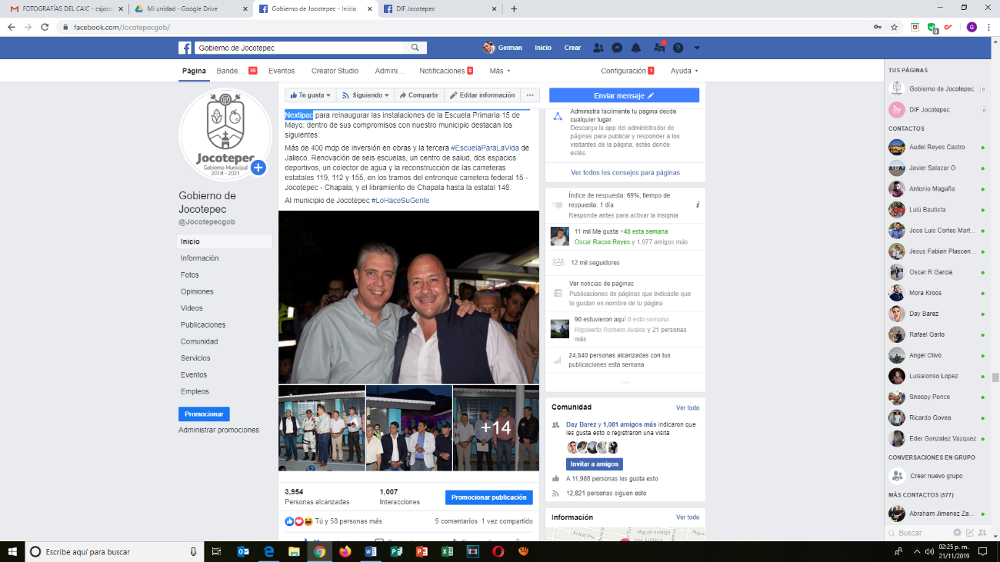 FOTOGRAFÍAS DEL CAIC - csjoco
Mi unidad - Google Drive
Gobierno de Jocotepec - Inicio
DIF Jocotepec
facebook.com/Jocotepecgob/
Gobierno de Jocotepec
German
Inicio
Crear
Página
Bande... 35
Eventos
Creator Studio
Admini...
Notificaciones 8
Más
Configuración 1
Ayuda
Jocotepec
Gobierno Municipal
2018 - 2021
Gobierno de
Jocotepec
@Jocotepecgob
Inicio
Información
Fotos
Opiniones
Videos
Publicaciones
Comunidad
Servicios
Eventos
Empleos
Promocionar
Administrar promociones
Te gusta
Siguiendo
Compartir
Editar información
...
Nextipac para reinaugurar las instalaciones de la Escuela Primaria 15 de
Mayo; dentro de sus compromisos con nuestro municipio destacan los
siguientes:
Más de 400 mdp de inversión en obras y la tercera #EscuelaParaLaVida de
Jalisco. Renovación de seis escuelas, un centro de salud, dos espacios
deportivos, un colector de agua y la reconstrucción de las carreteras
estatales 119, 112 y 155, en los tramos del entronque carretera federal 15 -
Jocotepec - Chapala; y el libramiento de Chapala hasta la estatal 148.
Al municipio de Jocotepec #LoHaceSuGente
+14
3,954
Personas alcanzadas
1,007
Interacciones
Promocionar publicación
Tú y 58 personas más
9 comentarios 1 vez compartido
Enviar mensaje
Administra fácilmente tu página desde
cualquier lugar
Descarga la app del administrador de
páginas para publicar y responder a los
visitantes de la página, estés donde
estés.
Ver todos los consejos para páginas
Índice de respuesta: 69%; tiempo de
respuesta: 1 día
Responde antes para activar la insignia
11 mil Me gusta +48 esta semana
Oscar Racso Reyes y 1,077 amigos más
12 mil seguidores
Ver noticias de páginas
Publicaciones de páginas que indicaste que
te gustan en nombre de tu página
90 estuvieron aquí 0 esta semana
Rigoberto Romero Avalos y 21 personas
más
24,840 personas alcanzadas con tus
publicaciones esta semana
...
Comunidad
Ver todo
Day Barez y 1,081 amigos más indicaron que
les gusta esto o registraron una visita
Invitar a amigos
A 11,986 personas les gusta esto
12,821 personas siguen esto
Información
Ver todo
Miguel Hidalgo
TUS PÁGINAS
Gobierno de Jocotepec 8
DIF Jocotepec 9
CONTACTOS
Audel Reyes Castro
Javier Salazar O
Antonio Magaña
Lulú Bautista
Jose Luis Cortes Mart...
Jesus Fabian Plascen...
Oscar R Garcia
Mora Kroos
Day Barez
Rafael Garlo
Angel Olivo
Luisalonso Lopez
Snoopy Ponce
Ricardo Govea
Eder Gonzalez Vazquez
CONVERSACIONES EN GRUPO
Crear nuevo grupo
MÁS CONTACTOS (577)
Abraham Jimenez Za...
Buscar
Escribe aquí para buscar
02:25 p. m.
21/11/2019